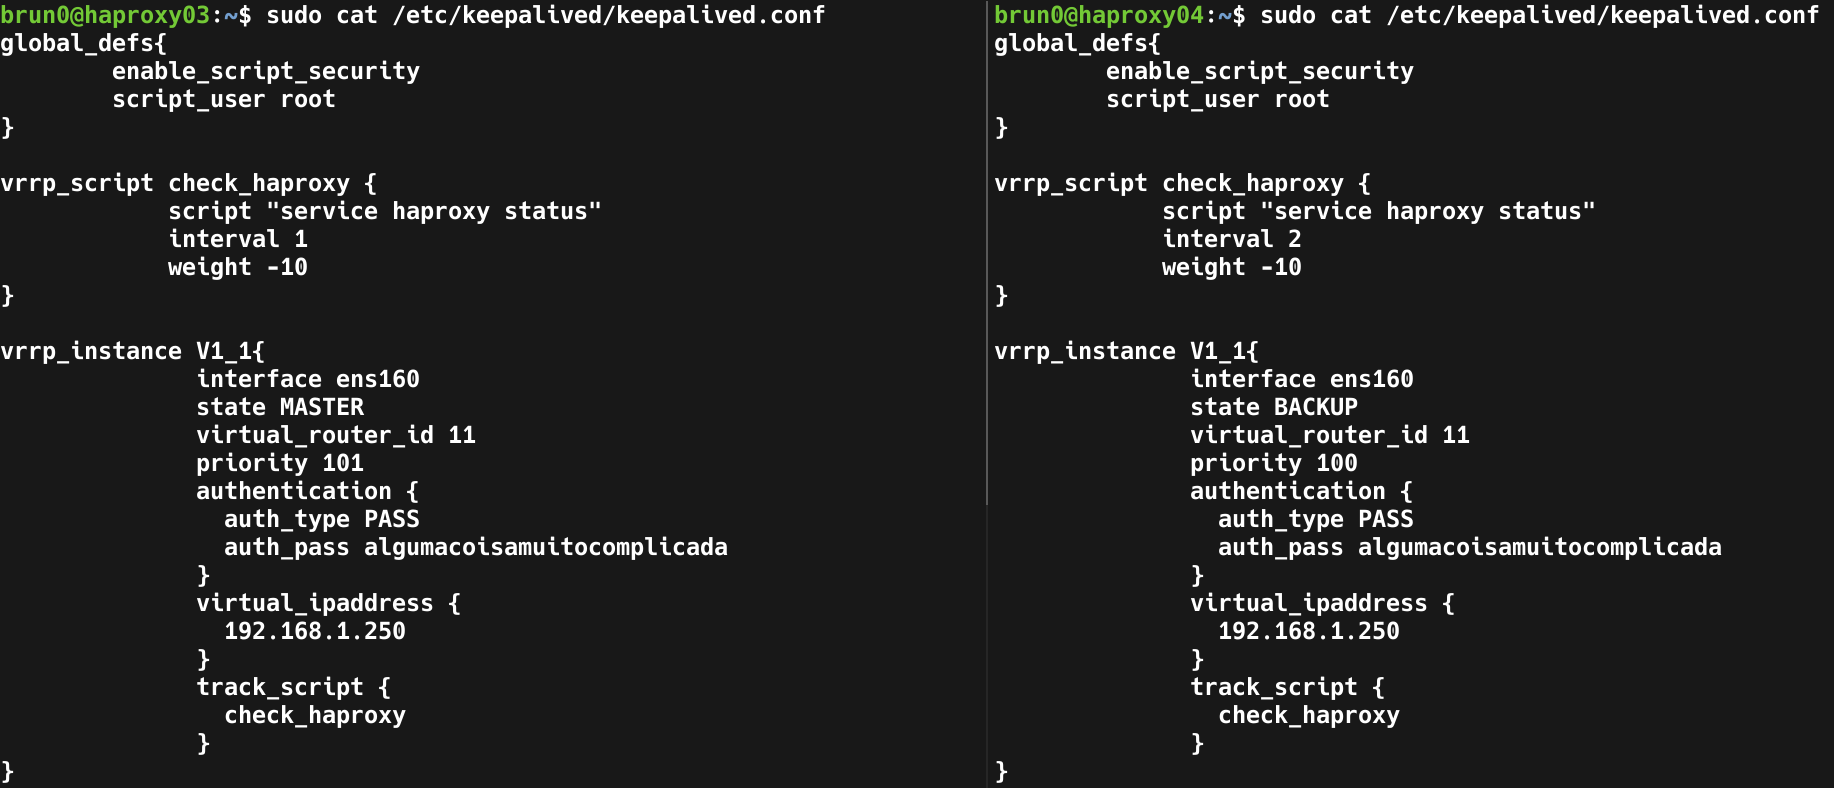 brun0@haproxy03:~$ sudo cat /etc/keepalived/keepalived.conf
global_defs{
        enable_script_security
        script_user root
}

vrrp_script check_haproxy {
            script "service haproxy status"
            interval 1
            weight -10
}

vrrp_instance V1_1{
              interface ens160
              state MASTER
              virtual_router_id 11
              priority 101
              authentication {
                auth_type PASS
                auth_pass algumacoisamuitocomplicada
              }
              virtual_ipaddress {
                192.168.1.250
              }
              track_script {
                check_haproxy
              }
}
brun0@haproxy04:~$ sudo cat /etc/keepalived/keepalived.conf
global_defs{
        enable_script_security
        script_user root
}

vrrp_script check_haproxy {
            script "service haproxy status"
            interval 2
            weight -10
}

vrrp_instance V1_1{
              interface ens160
              state BACKUP
              virtual_router_id 11
              priority 100
              authentication {
                auth_type PASS
                auth_pass algumacoisamuitocomplicada
              }
              virtual_ipaddress {
                192.168.1.250
              }
              track_script {
                check_haproxy
              }
}